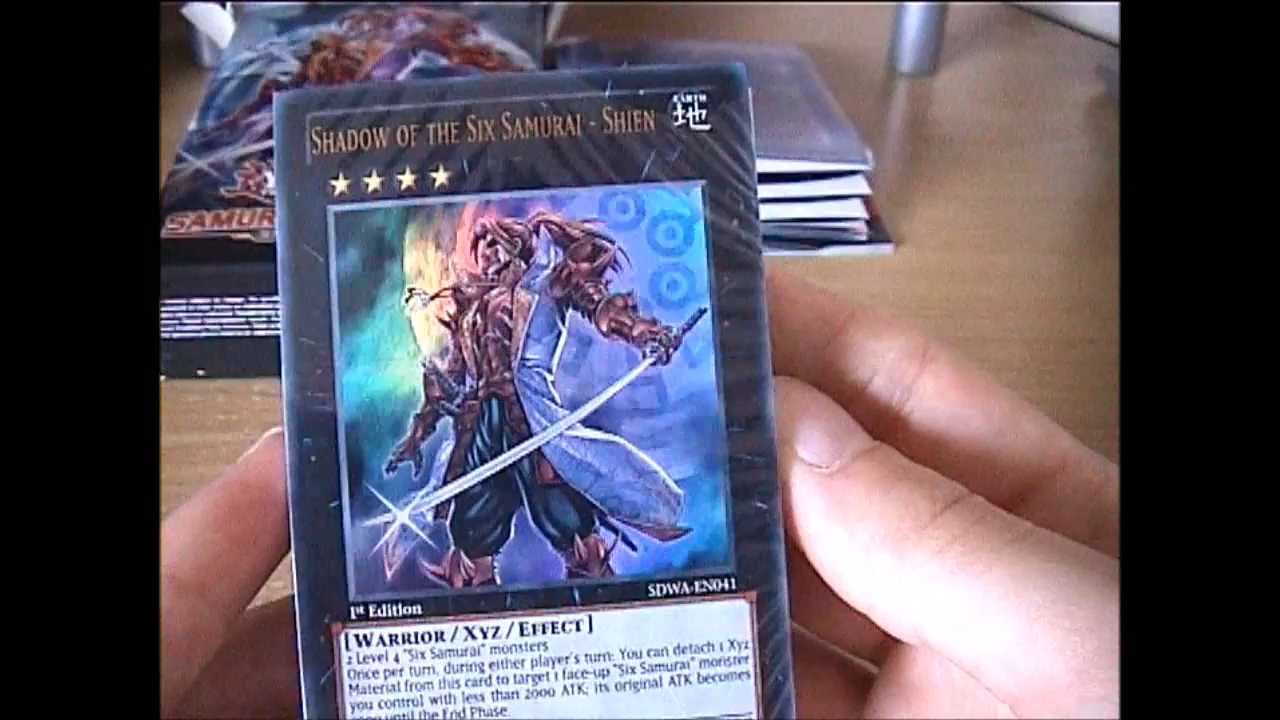 SHADOW OF THE SIX SAMURAI - SHIEN
EARTH
地
SAMUR
SDWA-EN041
1st Edition
[WARRIOR / XYZ / EFFECT]
2 Level 4 "Six Samurai" monsters
Once per turn, during either player's turn: You can detach 1 Xyz
Material from this card to target 1 face-up "Six Samurai" monster
you control with less than 2000 ATK; its original ATK becomes
until the End Phase.